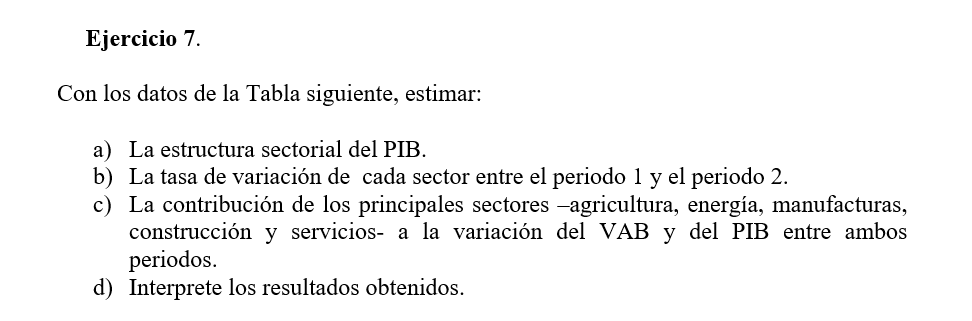 Ejercicio 7.
Con los datos de la Tabla siguiente, estimar:
a) La estructura sectorial del PIB.
b) La tasa de variación de cada sector entre el periodo 1 y el periodo 2.
c) La contribución de los principales sectores –agricultura, energía, manufacturas,
construcción y servicios- a la variación del VAB y del PIB entre ambos
periodos.
d) Interprete los resultados obtenidos.